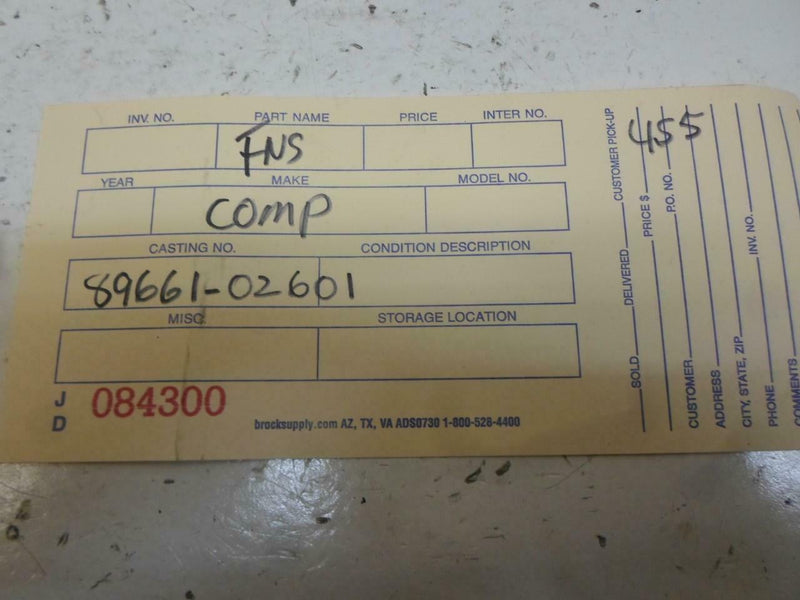 INV. NO. PART NAME PRICE INTER NO.
FNS
YEAR MAKE MODEL NO.
COMP
CASTING NO. CONDITION DESCRIPTION
89661-02601
MISC. STORAGE LOCATION
J
D
084300
brocksupply.com AZ, TX, VA ADS0730 1-800-528-4400
455
SOLD DELIVERED CUSTOMER PICK-UP
PRICE $
P.O. NO.
CUSTOMER
ADDRESS
CITY, STATE, ZIP INV. NO.
PHONE
COMMENTS